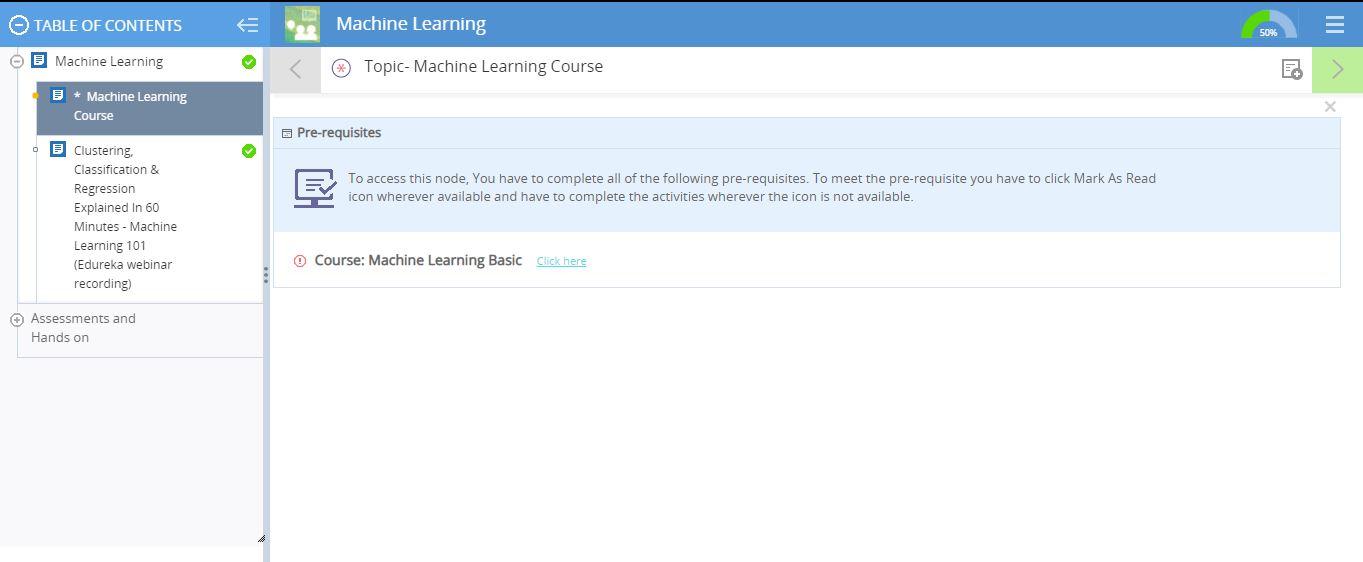 TABLE OF CONTENTS
Machine Learning
50%
Machine Learning
* Machine Learning
Course
Clustering,
Classification &
Regression
Explained In 60
Minutes - Machine
Learning 101
(Edureka webinar
recording)
Assessments and
Hands on
Topic- Machine Learning Course
Pre-requisites
To access this node, You have to complete all of the following pre-requisites. To meet the pre-requisite you have to click Mark As Read
icon wherever available and have to complete the activities wherever the icon is not available.
Course: Machine Learning Basic Click here